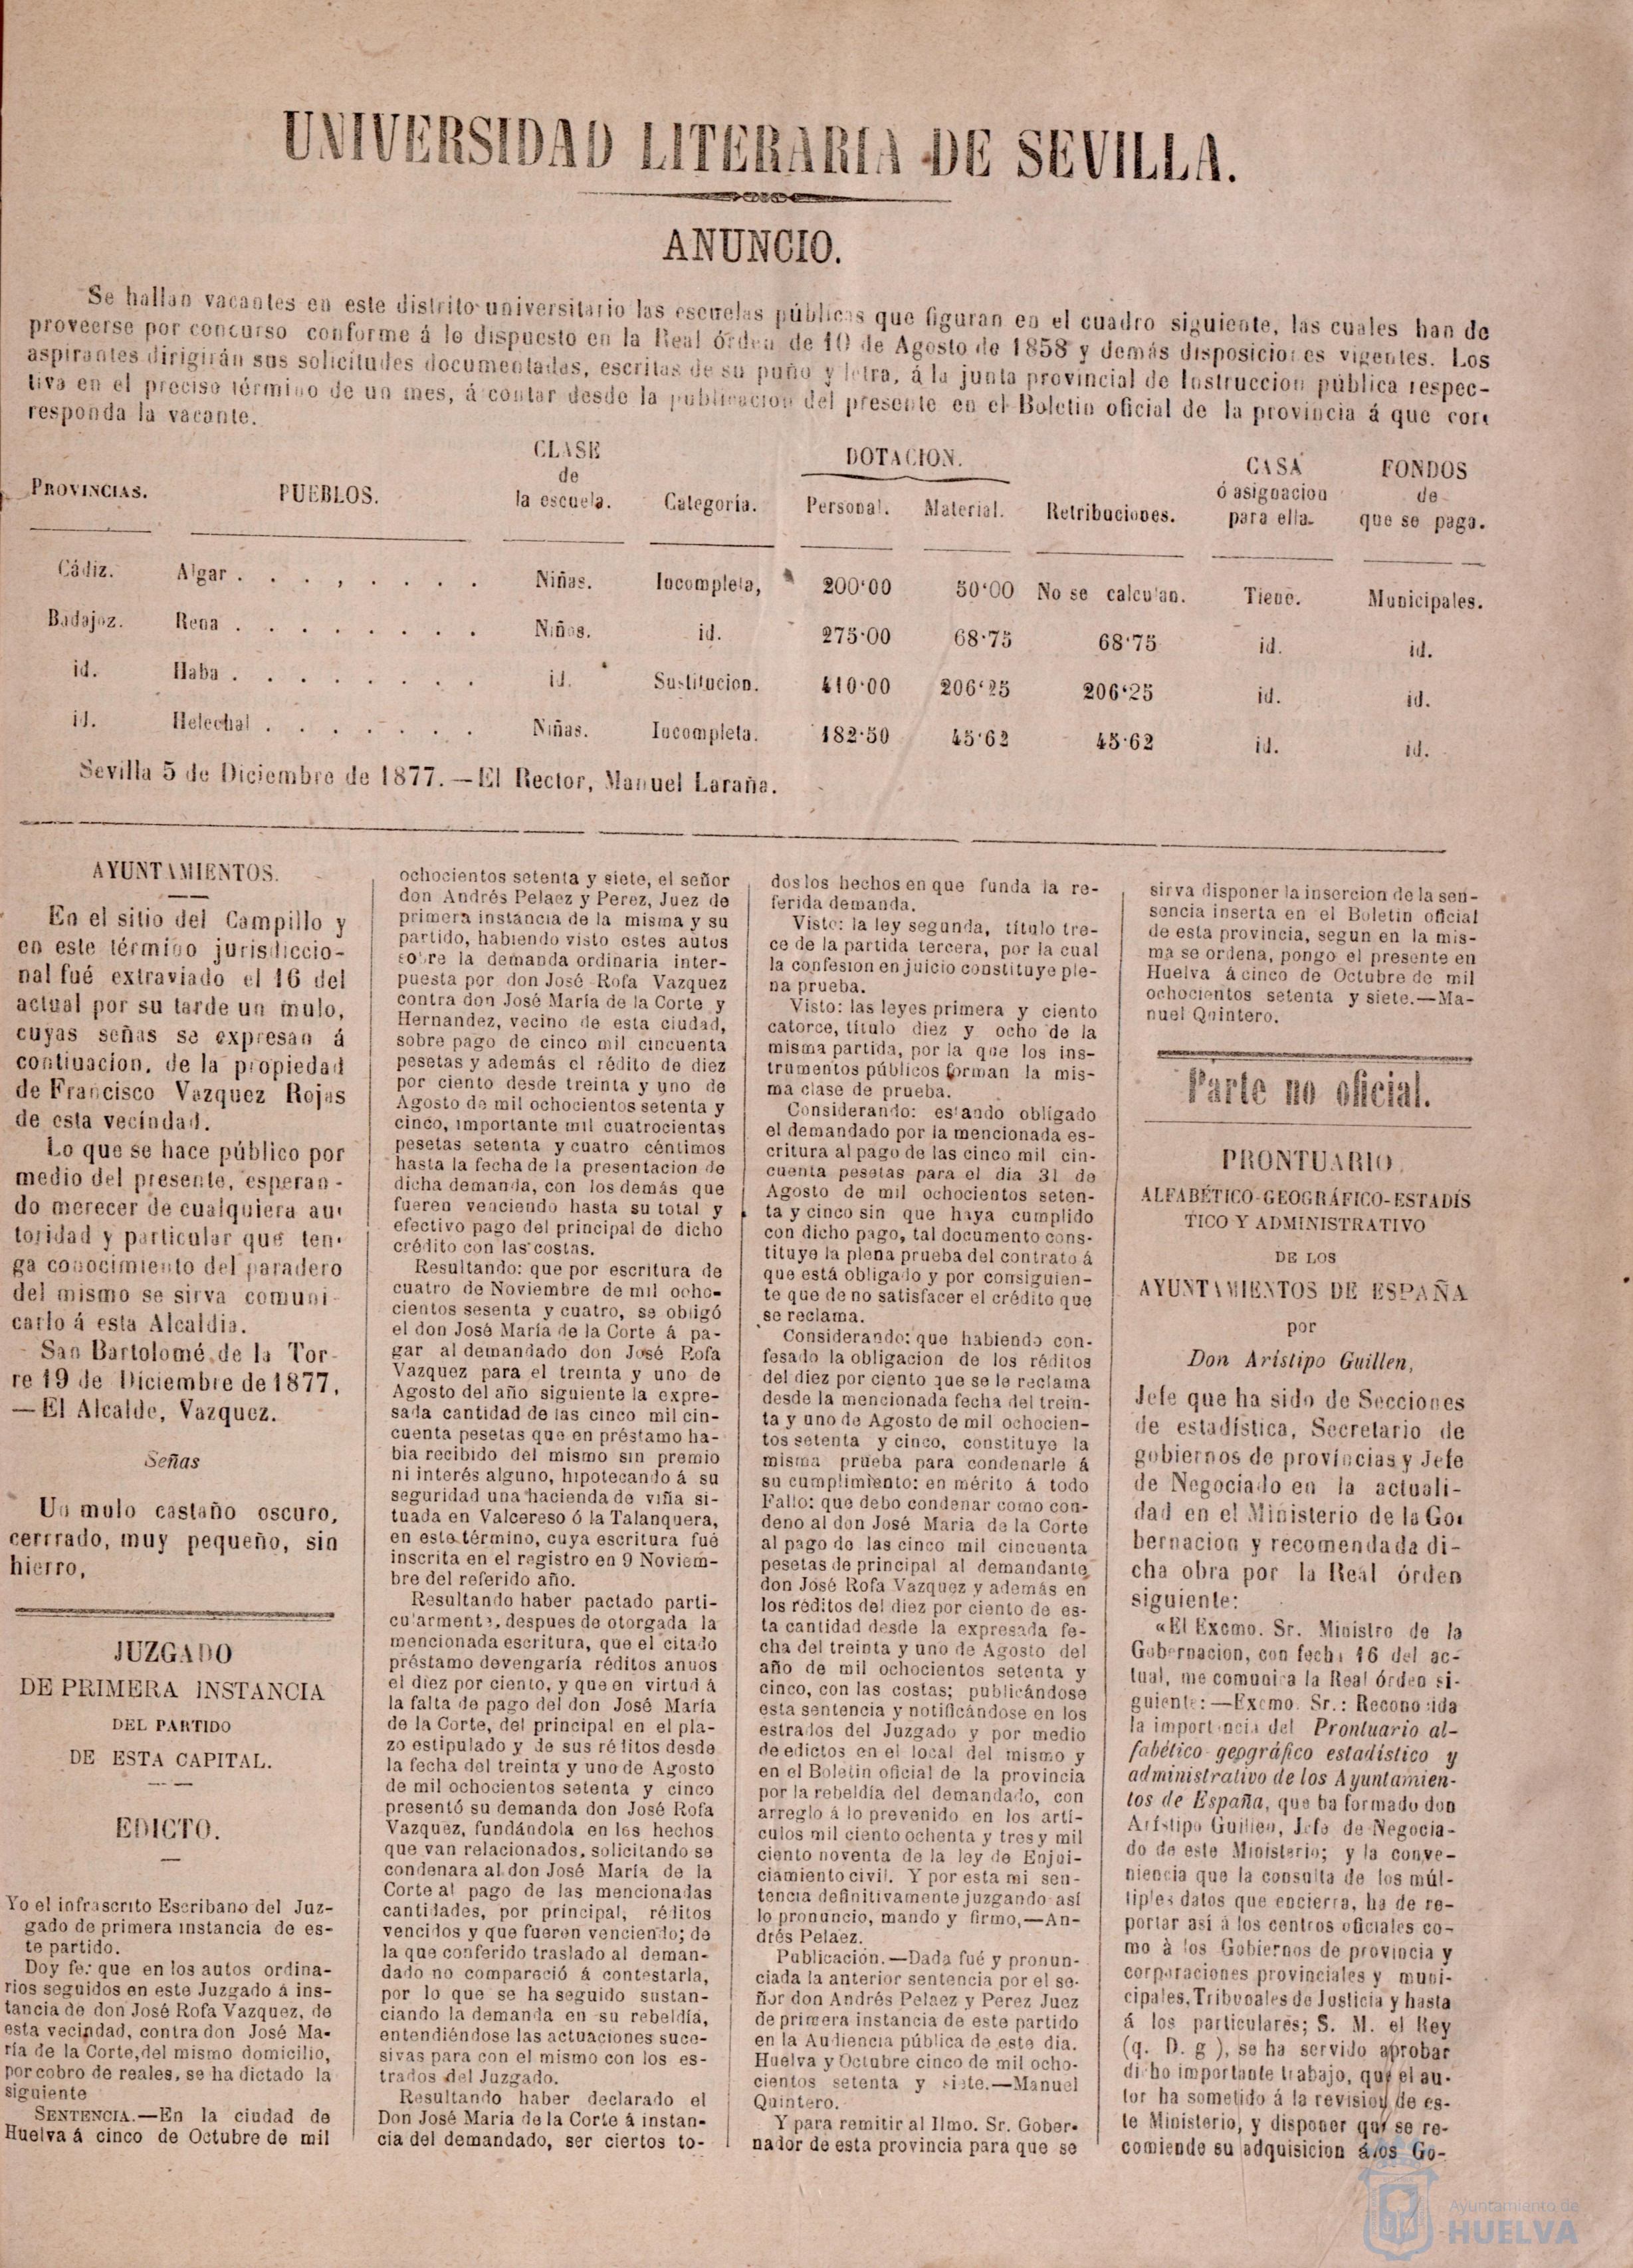 UNIVERSIDAD LITERARIA DE SEVILLA.
ANUNCIO.
Se hallan vacantes en este distrito universitario las escuelas públicas que figuran en el cuadro siguiente, las cuales han de
proveerse por concurso conforme á lo dispuesto en la Real órden de 10 de Agosto de 1858 y demás disposiciones vigentes. Los
aspirantes dirigirán sus solicitudes documentadas, escritas de su puño y letra, á la junta provincial de Instruccion pública respec-
tiva en el preciso término de un mes, á contar desde la publicacion del presente en el Boletin oficial de la provincia á que cor
responda la vacante.
PROVINCIAS. PUEBLOS. CLASE de la escuela. Categoría. DOTACION. Personal. Material. Retribuciones. CASA ó asignacion para ella. FONDOS de que se paga.
Cádiz. Algar . . . , . . . . Niñas. Incompleta, 200'00 50'00 No se calculan. Tiene. Municipales.
Badajoz. Rena . . . . . . . . Niños. id. 275·00 68·75 68·75 id. id.
id. Haba . . . . . . . . id. Sustitucion. 410·00 206'25 206'25 id. id.
id. Helechal . . . . . . . Niñas. Incompleta. 182·50 45'62 45·62 id. id.
Sevilla 5 de Diciembre de 1877.—El Rector, Manuel Laraña.
AYUNTAMIENTOS.
En el sitio del Campillo y
en este término jurisdiccio-
nal fué extraviado el 16 del
actual por su tarde un mulo,
cuyas señas se expresan á
contiuacion, de la propiedad
de Francisco Vazquez Rojas
de esta vecindad.
Lo que se hace público por
medio del presente, esperan-
do merecer de cualquiera au-
toridad y particular que ten-
ga conocimiento del paradero
del mismo se sirva comuni-
carlo á esta Alcaldia.
San Bartolomé de la Tor-
re 19 de Diciembre de 1877.
—El Alcalde, Vazquez.
Señas
Un mulo castaño oscuro,
cerrrado, muy pequeño, sin
hierro,
JUZGADO
DE PRIMERA INSTANCIA
DEL PARTIDO
DE ESTA CAPITAL.
EDICTO.
Yo el infrascrito Escribano del Juz-
gado de primera instancia de es-
te partido.
Doy fe: que en los autos ordina-
rios seguidos en este Juzgado á ins-
tancia de don José Rofa Vazquez, de
esta vecindad, contra don José Ma-
ría de la Corte, del mismo domicilio,
por cobro de reales, se ha dictado la
siguiente
SENTENCIA.—En la ciudad de
Huelva á cinco de Octubre de mil
ochocientos setenta y siete, el señor
don Andrés Pelaez y Perez, Juez de
primera instancia de la misma y su
partido, habiendo visto estes autos
sobre la demanda ordinaria inter-
puesta por don José Rofa Vazquez
contra don José María de la Corte y
Hernandez, vecino de esta ciudad,
sobre pago de cinco mil cincuenta
pesetas y además el rédito de diez
por ciento desde treinta y uno de
Agosto de mil ochocientos setenta y
cinco, importante mil cuatrocientas
pesetas setenta y cuatro céntimos
hasta la fecha de la presentacion de
dicha demanda, con los demás que
fueren venciendo hasta su total y
efectivo pago del principal de dicho
crédito con las costas.
Resultando: que por escritura de
cuatro de Noviembre de mil ocho-
cientos sesenta y cuatro, se obligó
el don José María de la Corte á pa-
gar al demandado don José Rofa
Vazquez para el treinta y uno de
Agosto del año siguiente la expre-
sada cantidad de las cinco mil cin-
cuenta pesetas que en préstamo ha-
bia recibido del mismo sin premio
ni interés alguno, hipotecando á su
seguridad una hacienda de viña si-
tuada en Valcereso ó la Talanquera,
en este término, cuya escritura fué
inscrita en el registro en 9 Noviem-
bre del referido año.
Resultando haber pactado parti-
cularmente, despues de otorgada la
mencionada escritura, que el citado
préstamo devengaría réditos anuos
el diez por ciento, y que en virtud á
la falta de pago del don José María
de la Corte, del principal en el pla-
zo estipulado y de sus réditos desde
la fecha del treinta y uno de Agosto
de mil ochocientos setenta y cinco
presentó su demanda don José Rofa
Vazquez, fundándola en los hechos
que van relacionados, solicitando se
condenara al don José María de la
Corte al pago de las mencionadas
cantidades, por principal, réditos
vencidos y que fueren venciendo; de
la que conferido traslado al deman-
dado no compareció á contestarla,
por lo que se ha seguido sustan-
ciando la demanda en su rebeldía,
entendiéndose las actuaciones suce-
sivas para con el mismo con los es-
trados del Juzgado.
Resultando haber declarado el
Don José Maria de la Corte á instan-
cia del demandado, ser ciertos to-
dos los hechos en que funda la re-
ferida demanda.
Visto: la ley segunda, título tre-
ce de la partida tercera, por la cual
la confesion en juicio constituye ple-
na prueba.
Visto: las leyes primera y ciento
catorce, título diez y ocho de la
misma partida, por la que los ins-
trumentos públicos forman la mis-
ma clase de prueba.
Considerando: estando obligado
el demandado por la mencionada es-
critura al pago de las cinco mil cin-
cuenta pesetas para el dia 31 de
Agosto de mil ochocientos seten-
ta y cinco sin que haya cumplido
con dicho pago, tal documento cons-
tituye la plena prueba del contrato á
que está obligado y por consiguien-
te que de no satisfacer el crédito que
se reclama.
Considerando: que habiendo con-
fesado la obligacion de los réditos
del diez por ciento que se le reclama
desde la mencionada fecha del trein-
ta y uno de Agosto de mil ochocien-
tos setenta y cinco, constituye la
misma prueba para condenarle á
su cumplimiento: en mérito á todo
Fallo: que debo condenar como con-
deno al don José Maria de la Corte
al pago de las cinco mil cincuenta
pesetas de principal al demandante
don José Rofa Vazquez y además en
los réditos del diez por ciento de es-
ta cantidad desde la expresada fe-
cha del treinta y uno de Agosto del
año de mil ochocientos setenta y
cinco, con las costas; publicándose
esta sentencia y notificándose en los
estrados del Juzgado y por medio
de edictos en el local del mismo y
en el Boletin oficial de la provincia
por la rebeldía del demandado, con
arreglo á lo prevenido en los artí-
culos mil ciento ochenta y tres y mil
ciento noventa de la ley de Enjui-
ciamiento civil. Y por esta mi sen-
tencia definitivamente juzgando así
lo pronuncio, mando y firmo,—An-
drés Pelaez.
Publicación.—Dada fué y pronun-
ciada la anterior sentencia por el se-
ñor don Andrés Pelaez y Perez Juez
de primera instancia de este partido
en la Audiencia pública de este dia.
Huelva y Octubre cinco de mil ocho-
cientos setenta y siete.—Manuel
Quintero.
Y para remitir al Ilmo. Sr. Gober-
nador de esta provincia para que se
sirva disponer la insercion de la sen-
sencia inserta en el Boletin oficial
de esta provincia, segun en la mis-
ma se ordena, pongo el presente en
Huelva á cinco de Octubre de mil
ochocientos setenta y siete.—Ma-
nuel Quintero.
Parte no oficial.
PRONTUARIO
ALFABÉTICO-GEOGRÁFICO-ESTADÍS
TICO Y ADMINISTRATIVO
DE LOS
AYUNTAMIENTOS DE ESPAÑA
por
Don Arístipo Guillen,
Jefe que ha sido de Secciones
de estadística, Secretario de
gobiernos de provincias y Jefe
de Negociado en la actuali-
dad en el Ministerio de la Go-
bernacion y recomendada di-
cha obra por la Real órden
siguiente:
«El Excmo. Sr. Ministro de la
Gobernacion, con fecha 16 del ac-
tual, me comunica la Real órden si-
guiente:—Excmo. Sr.: Reconocida
la importancia del Prontuario al-
fabético-geográfico estadístico y
administrativo de los Ayuntamien-
tos de España, que ha formado don
Arístipo Guillen, Jefe de Negocia-
do de este Ministerio; y la conve-
niencia que la consulta de los múl-
tiples datos que encierra, ha de re-
portar así á los centros oficiales co-
mo à los Gobiernos de provincia y
corporaciones provinciales y muni-
cipales, Tribunales de Justicia y hasta
á los particulares; S. M. el Rey
(q. D. g ), se ha servido aprobar
dicho importante trabajo, que el au-
tor ha sometido á la revision de es-
te Ministerio, y disponer que se re-
comiende su adquisicion á los Go-
Ayuntamiento de
HUELVA